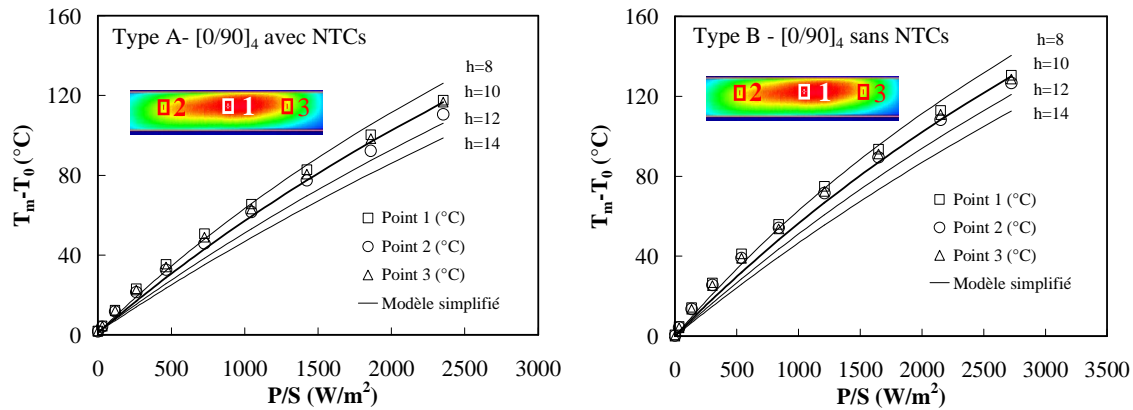 Type A- [0/90]4 avec NTCs
h=8
h=10
h=12
h=14
2
1
3
Point 1 (°C)
Point 2 (°C)
Point 3 (°C)
Modèle simplifié
160
120
80
40
0
Tm-T0 (°C)
0 500 1000 1500 2000 2500 3000
P/S (W/m2)
Type B - [0/90]4 sans NTCs
h=8
h=10
h=12
h=14
2
1
3
Point 1 (°C)
Point 2 (°C)
Point 3 (°C)
Modèle simplifié
160
120
80
40
0
Tm-T0 (°C)
0 500 1000 1500 2000 2500 3000 3500
P/S (W/m2)